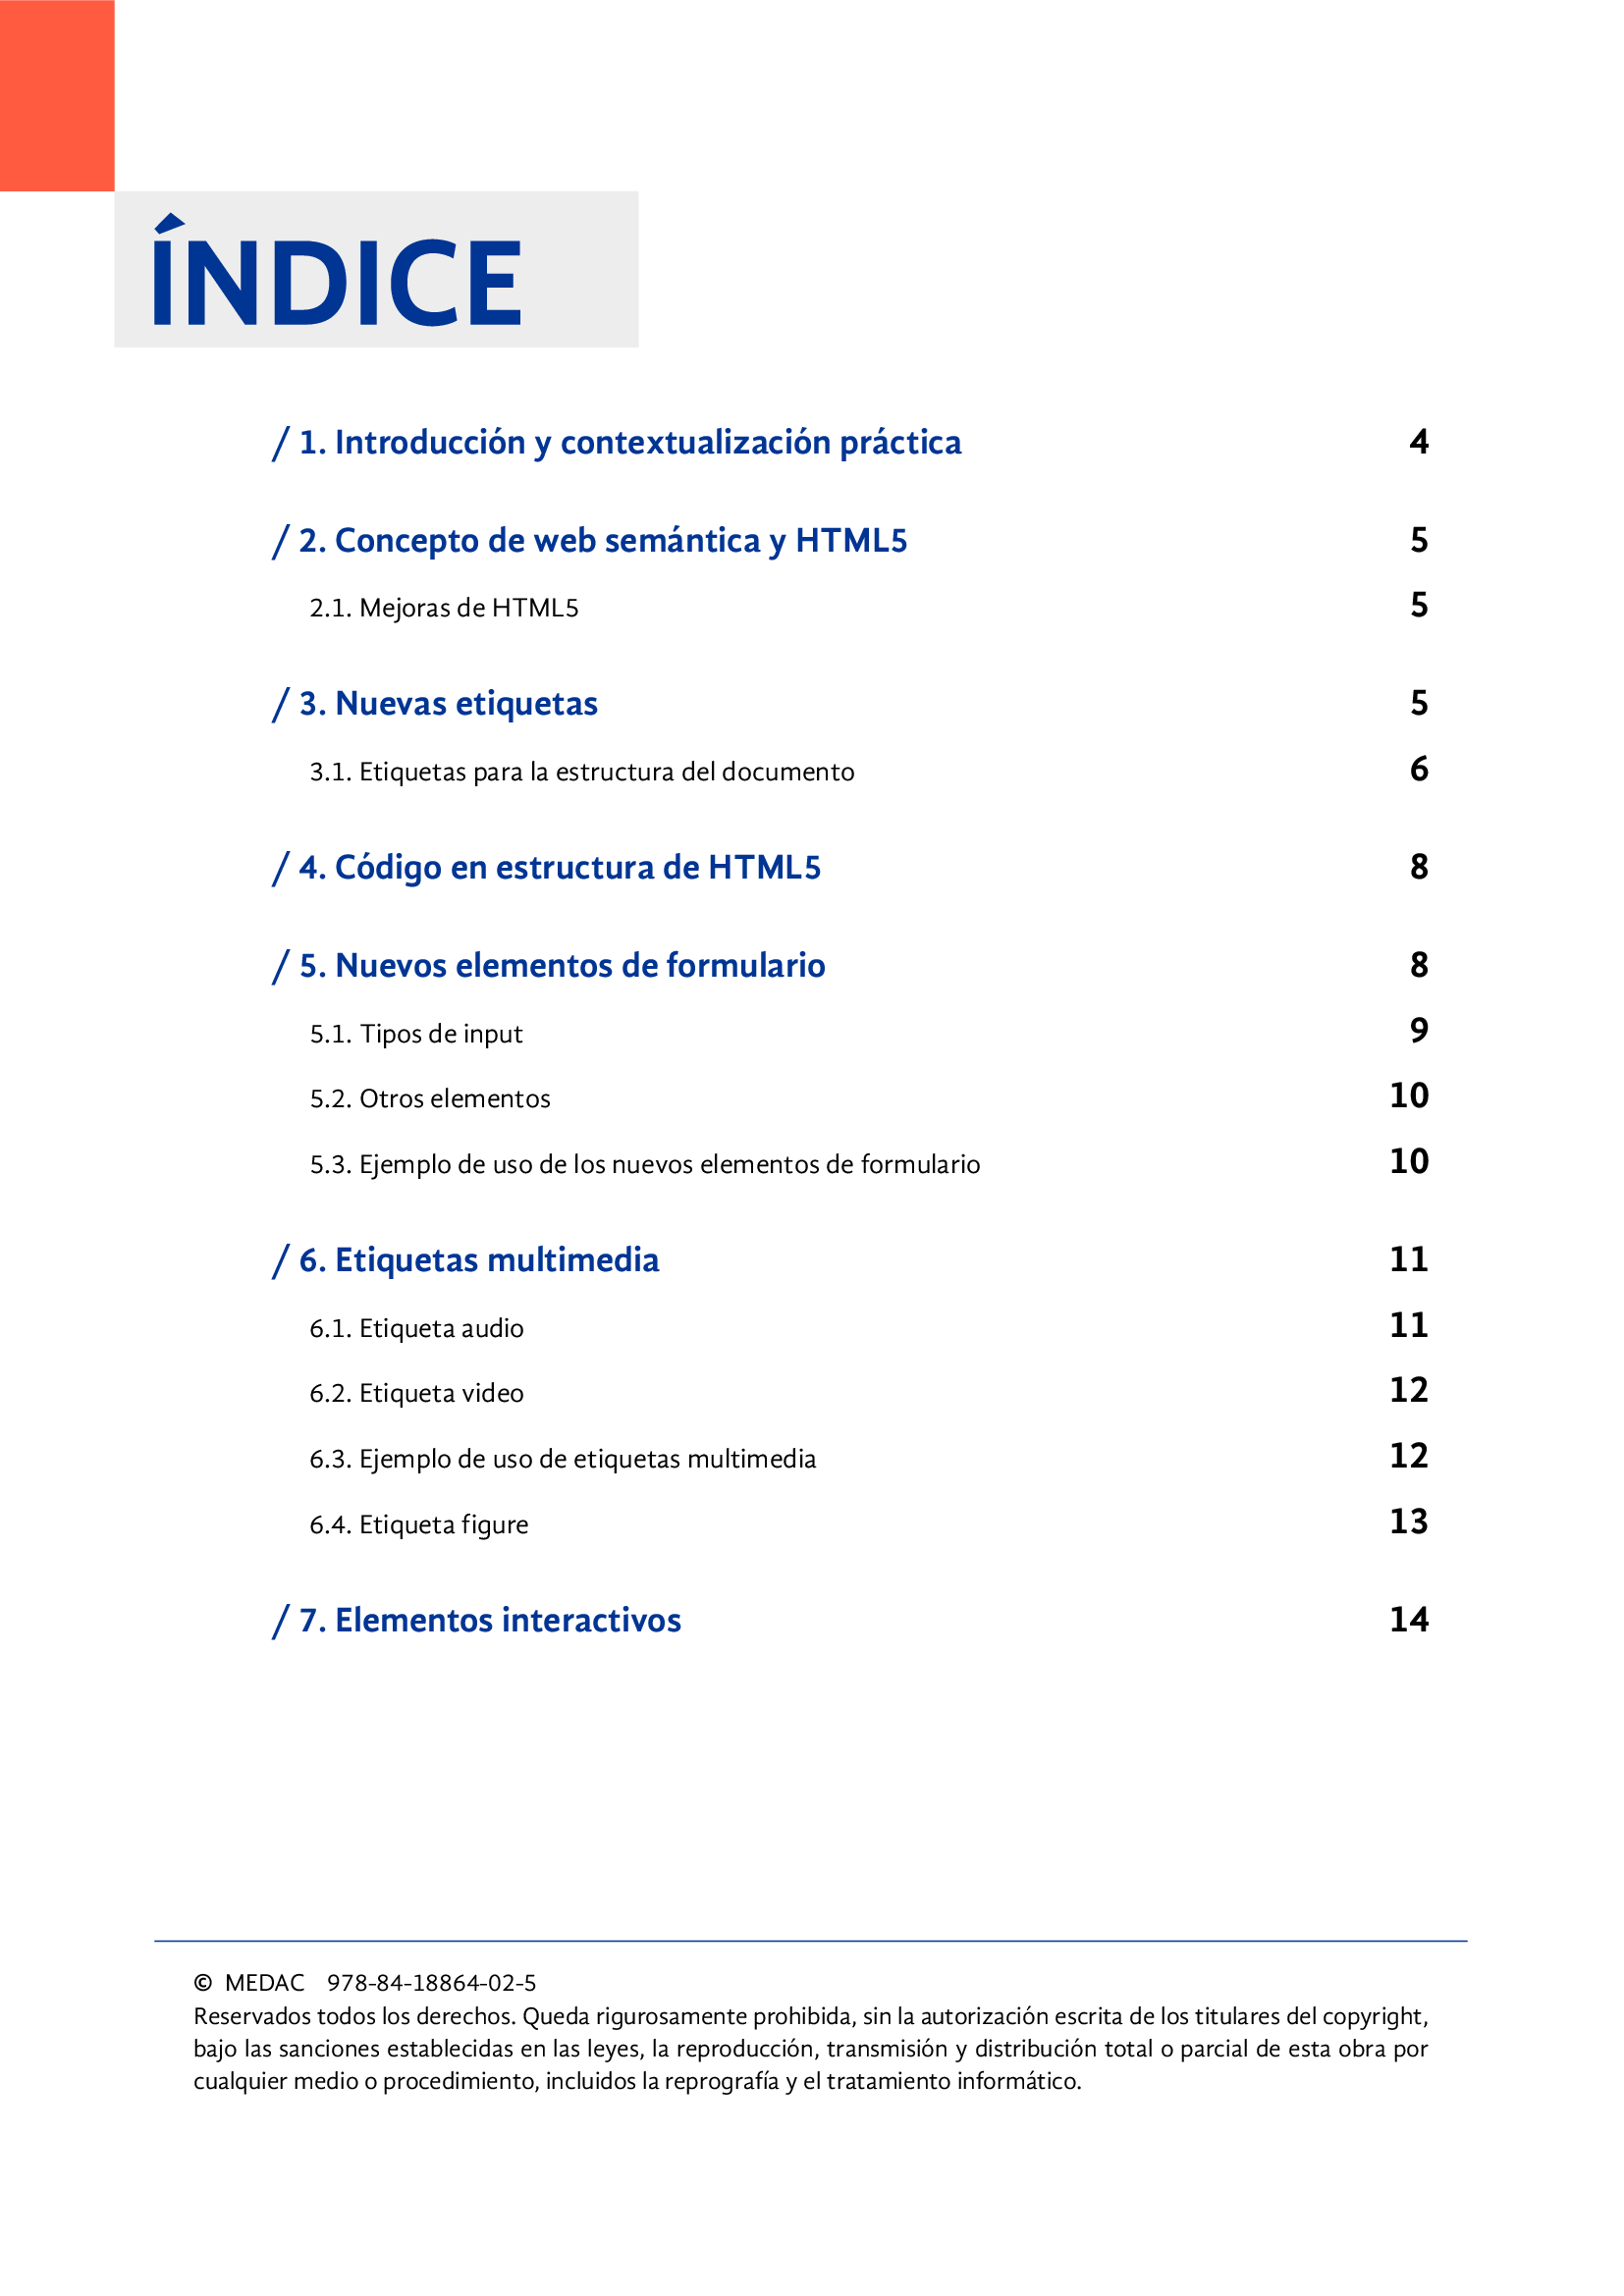 ÍNDICE
/ 1. Introducción y contextualización práctica 4
/ 2. Concepto de web semántica y HTML5 5
2.1. Mejoras de HTML5 5
/ 3. Nuevas etiquetas 5
3.1. Etiquetas para la estructura del documento 6
/ 4. Código en estructura de HTML5 8
/ 5. Nuevos elementos de formulario 8
5.1. Tipos de input 9
5.2. Otros elementos 10
5.3. Ejemplo de uso de los nuevos elementos de formulario 10
/ 6. Etiquetas multimedia 11
6.1. Etiqueta audio 11
6.2. Etiqueta video 12
6.3. Ejemplo de uso de etiquetas multimedia 12
6.4. Etiqueta figure 13
/ 7. Elementos interactivos 14
© MEDAC 978-84-18864-02-5
Reservados todos los derechos. Queda rigurosamente prohibida, sin la autorización escrita de los titulares del copyright,
bajo las sanciones establecidas en las leyes, la reproducción, transmisión y distribución total o parcial de esta obra por
cualquier medio o procedimiento, incluidos la reprografía y el tratamiento informático.